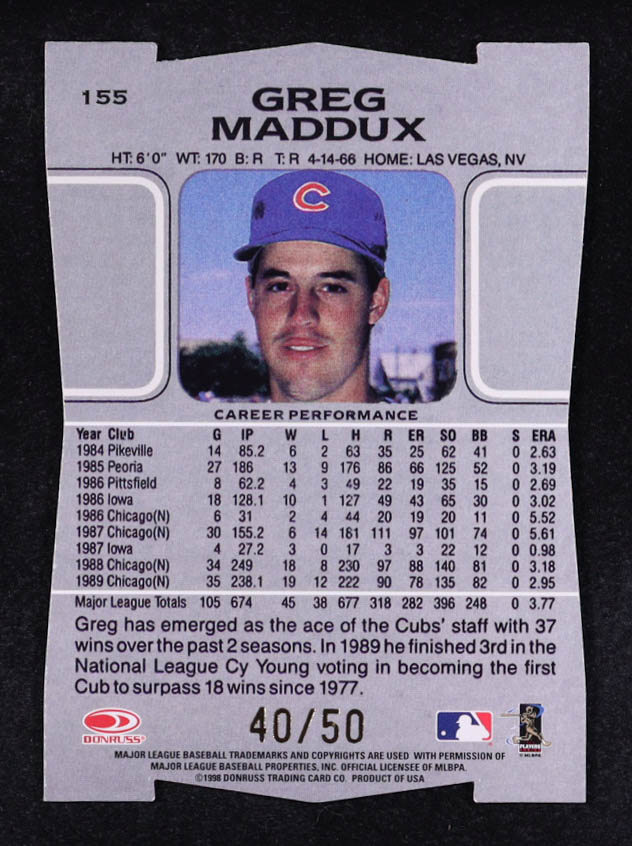 155
GREG
MADDUX
HT: 6'0" WT: 170 B: R T: R 4-14-66 HOME: LAS VEGAS, NV
C
CAREER PERFORMANCE
Year Club G IP W L H R ER SO BB S ERA
1984 Pikeville 14 85.2 6 2 63 35 25 62 41 0 2.63
1985 Peoria 27 186 13 9 176 86 66 125 52 0 3.19
1986 Pittsfield 8 62.2 4 3 49 22 19 35 15 0 2.69
1986 Iowa 18 128.1 10 1 127 49 43 65 30 0 3.02
1986 Chicago(N) 6 31 2 4 44 20 19 20 11 0 5.52
1987 Chicago(N) 30 155.2 6 14 181 111 97 101 74 0 5.61
1987 Iowa 4 27.2 3 0 17 3 3 22 12 0 0.98
1988 Chicago(N) 34 249 18 8 230 97 88 140 81 0 3.18
1989 Chicago(N) 35 238.1 19 12 222 90 78 135 82 0 2.95
Major League Totals 105 674 45 38 677 318 282 396 248 0 3.77
Greg has emerged as the ace of the Cubs' staff with 37
wins over the past 2 seasons. In 1989 he finished 3rd in the
National League Cy Young voting in becoming the first
Cub to surpass 18 wins since 1977.
DONRUSS
40/50
PLAYERS
© MLBPA
MAJOR LEAGUE BASEBALL TRADEMARKS AND COPYRIGHTS ARE USED WITH PERMISSION OF
MAJOR LEAGUE BASEBALL PROPERTIES, INC. OFFICIAL LICENSEE OF MLBPA.
©1998 DONRUSS TRADING CARD CO. PRODUCT OF USA